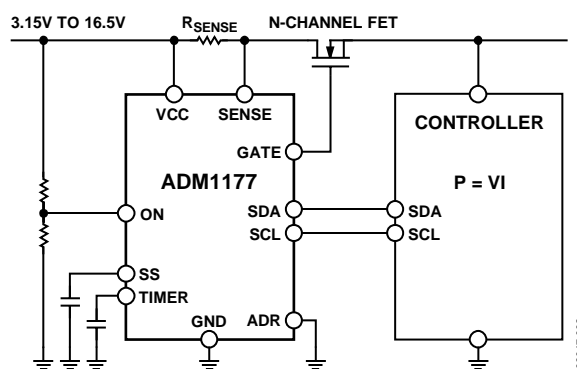 3.15V TO 16.5V
RSENSE
N-CHANNEL FET
VCC
SENSE
CONTROLLER
GATE
ADM1177
P = VI
ON
SDA
SDA
SCL
SCL
SS
TIMER
GND
ADR